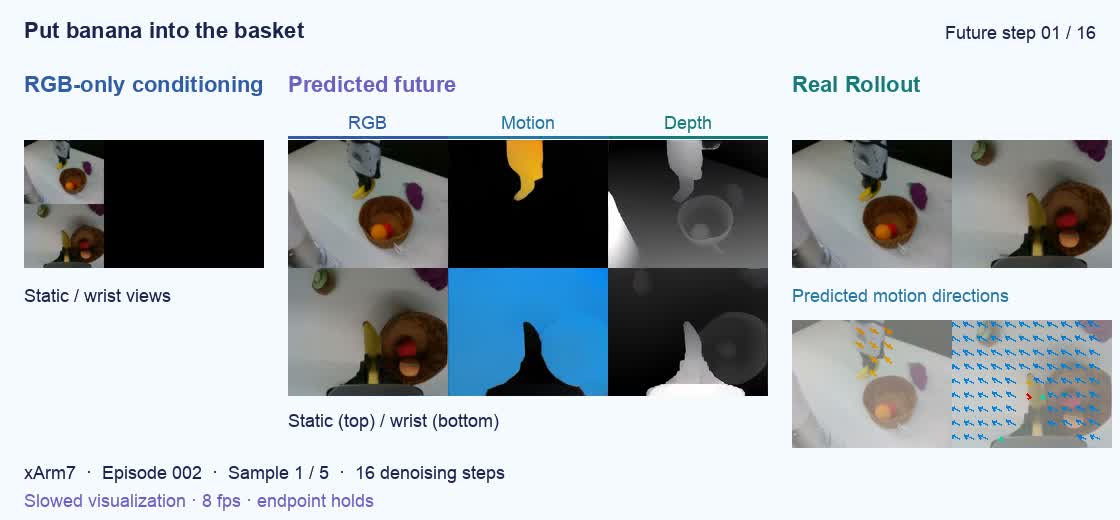 Put banana into the basket
Future step 01 / 16
RGB-only conditioning
Predicted future
Real Rollout
RGB
Motion
Depth
Static / wrist views
Predicted motion directions
Static (top) / wrist (bottom)
xArm7 · Episode 002 · Sample 1 / 5 · 16 denoising steps
Slowed visualization · 8 fps · endpoint holds